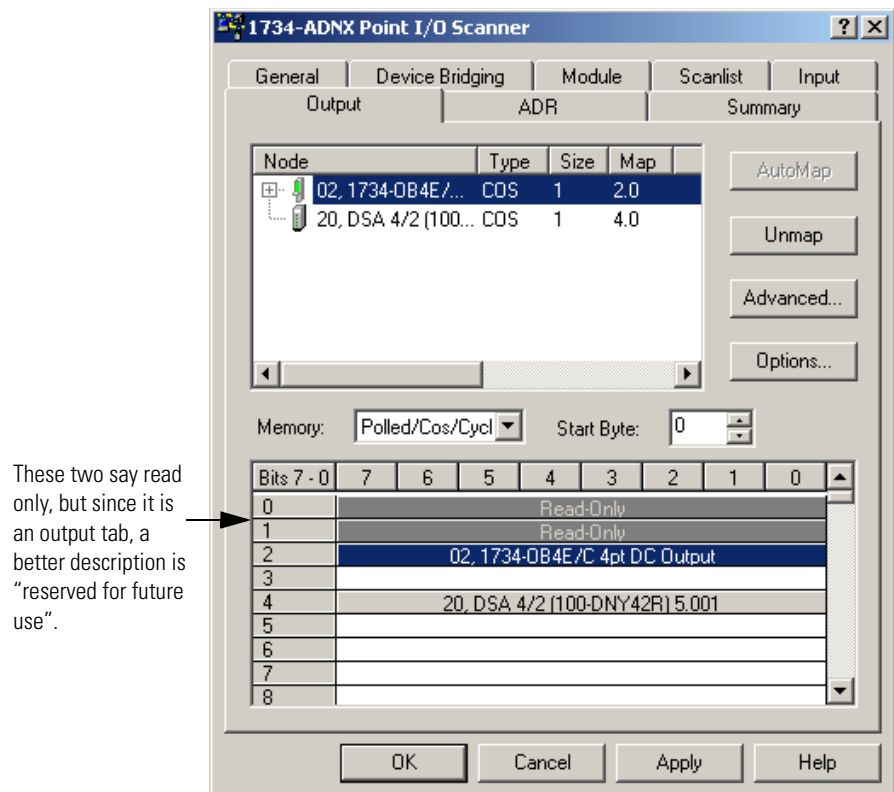 1734-ADNX Point I/O Scanner
General Device Bridging Module Scanlist Input
Output ADR Summary
Node Type Size Map
02, 1734-OB4E/... COS 1 2.0
20, DSA 4/2 (100... COS 1 4.0
AutoMap
Unmap
Advanced...
Options...
Memory: Polled/Cos/Cycl Start Byte: 0
These two say read
only, but since it is
an output tab, a
better description is
“reserved for future
use”.
Bits 7 - 0 7 6 5 4 3 2 1 0
0 Read-Only
1 Read-Only
2 02, 1734-OB4E/C 4pt DC Output
3
4 20, DSA 4/2 (100-DNY42R) 5.001
5
6
7
8
OK Cancel Apply Help